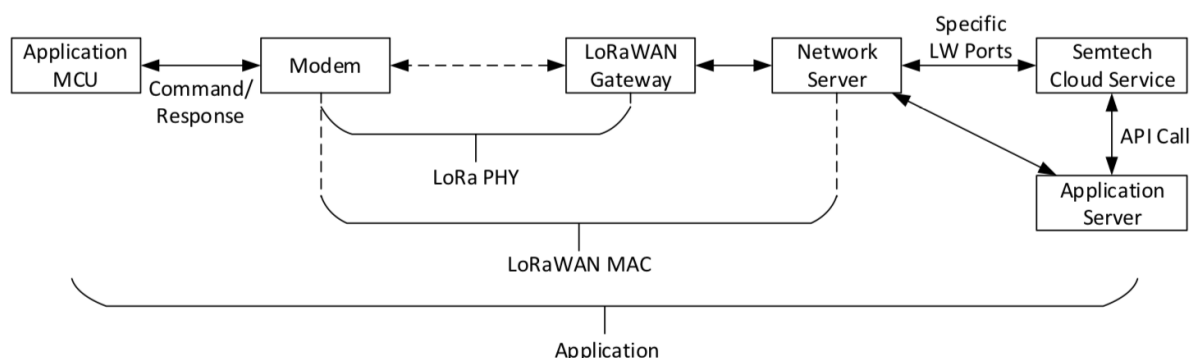 Application
MCU
Command/
Response
Modem
LoRaWAN
Gateway
Network
Server
Specific
LW Ports
Semtech
Cloud Service
API Call
Application
Server
LoRa PHY
LoRaWAN MAC
Application